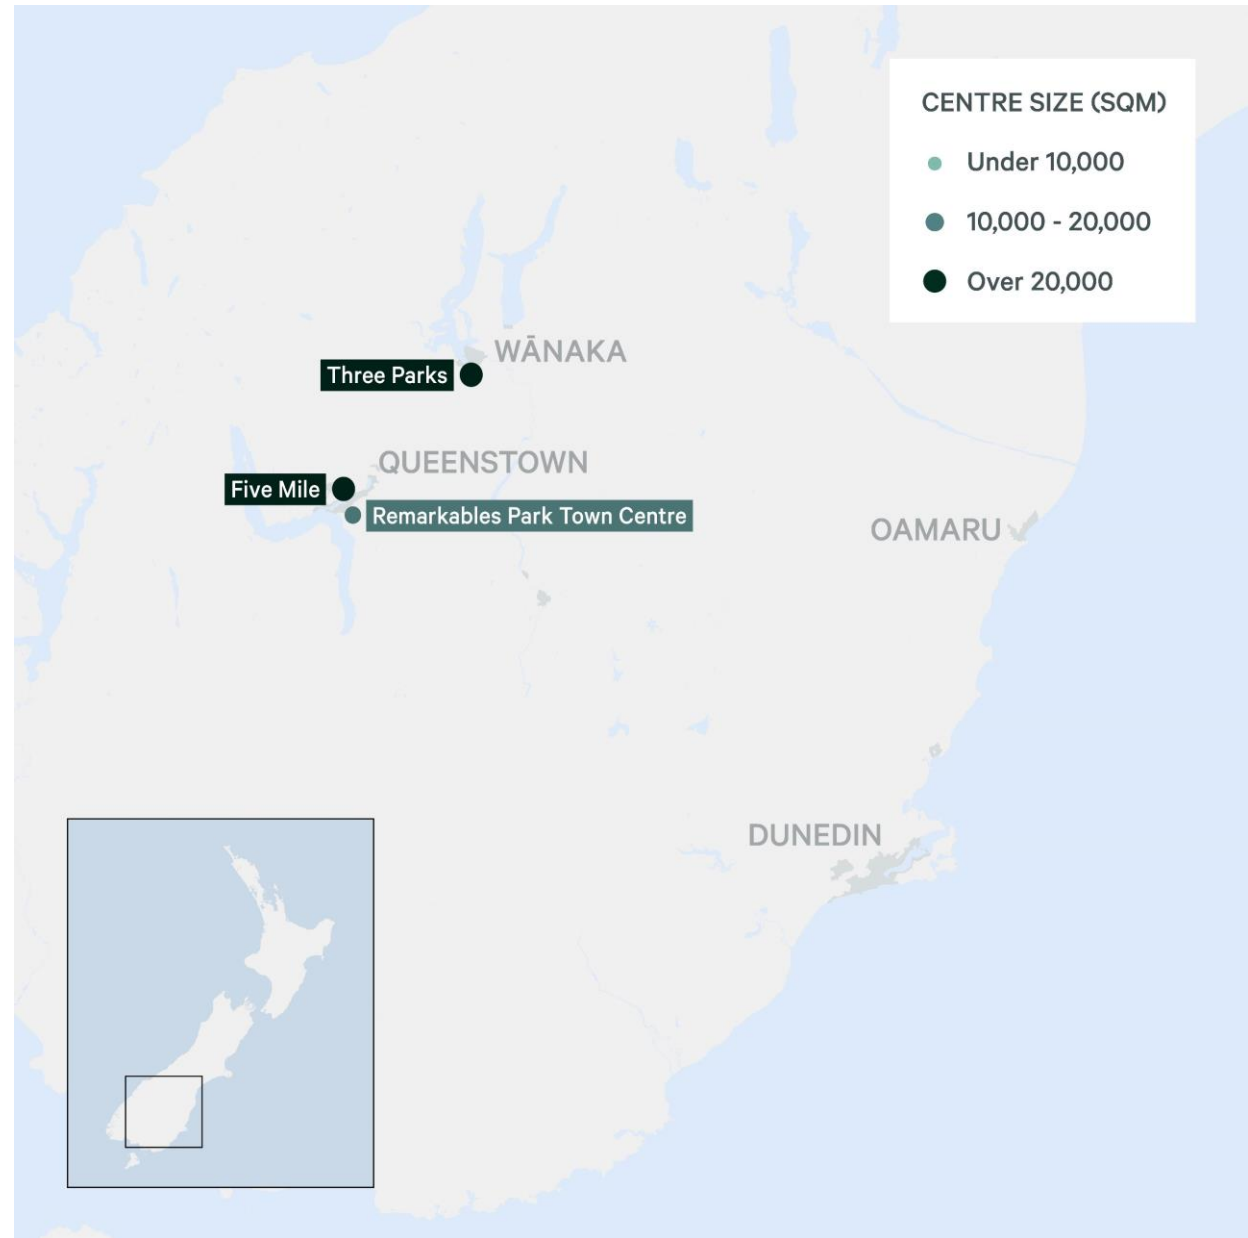 CENTRE SIZE (SQM)
Under 10,000
10,000 - 20,000
Over 20,000
WĀNAKA
Three Parks
QUEENSTOWN
Five Mile
Remarkables Park Town Centre
OAMARU
DUNEDIN